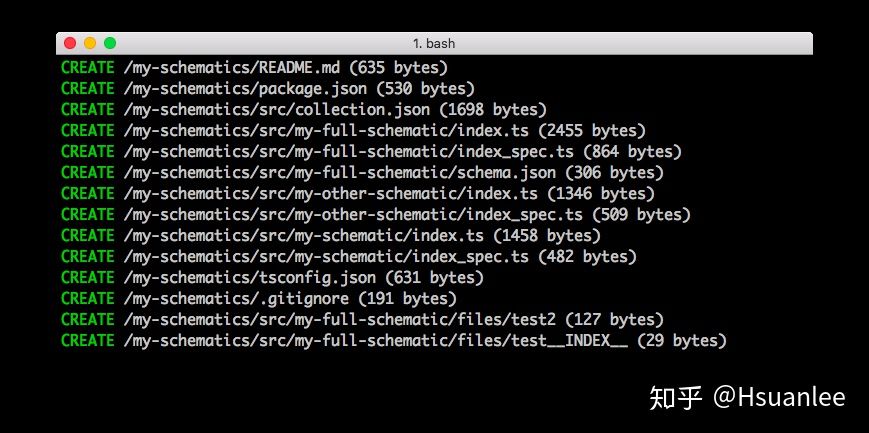 1. bash
CREATE /my-schematics/README.md (635 bytes)
CREATE /my-schematics/package.json (530 bytes)
CREATE /my-schematics/src/collection.json (1698 bytes)
CREATE /my-schematics/src/my-full-schematic/index.ts (2455 bytes)
CREATE /my-schematics/src/my-full-schematic/index_spec.ts (864 bytes)
CREATE /my-schematics/src/my-full-schematic/schema.json (306 bytes)
CREATE /my-schematics/src/my-other-schematic/index.ts (1346 bytes)
CREATE /my-schematics/src/my-other-schematic/index_spec.ts (509 bytes)
CREATE /my-schematics/src/my-schematic/index.ts (1458 bytes)
CREATE /my-schematics/src/my-schematic/index_spec.ts (482 bytes)
CREATE /my-schematics/tsconfig.json (631 bytes)
CREATE /my-schematics/.gitignore (191 bytes)
CREATE /my-schematics/src/my-full-schematic/files/test2 (127 bytes)
CREATE /my-schematics/src/my-full-schematic/files/test__INDEX__ (29 bytes)
知乎 @Hsuanlee